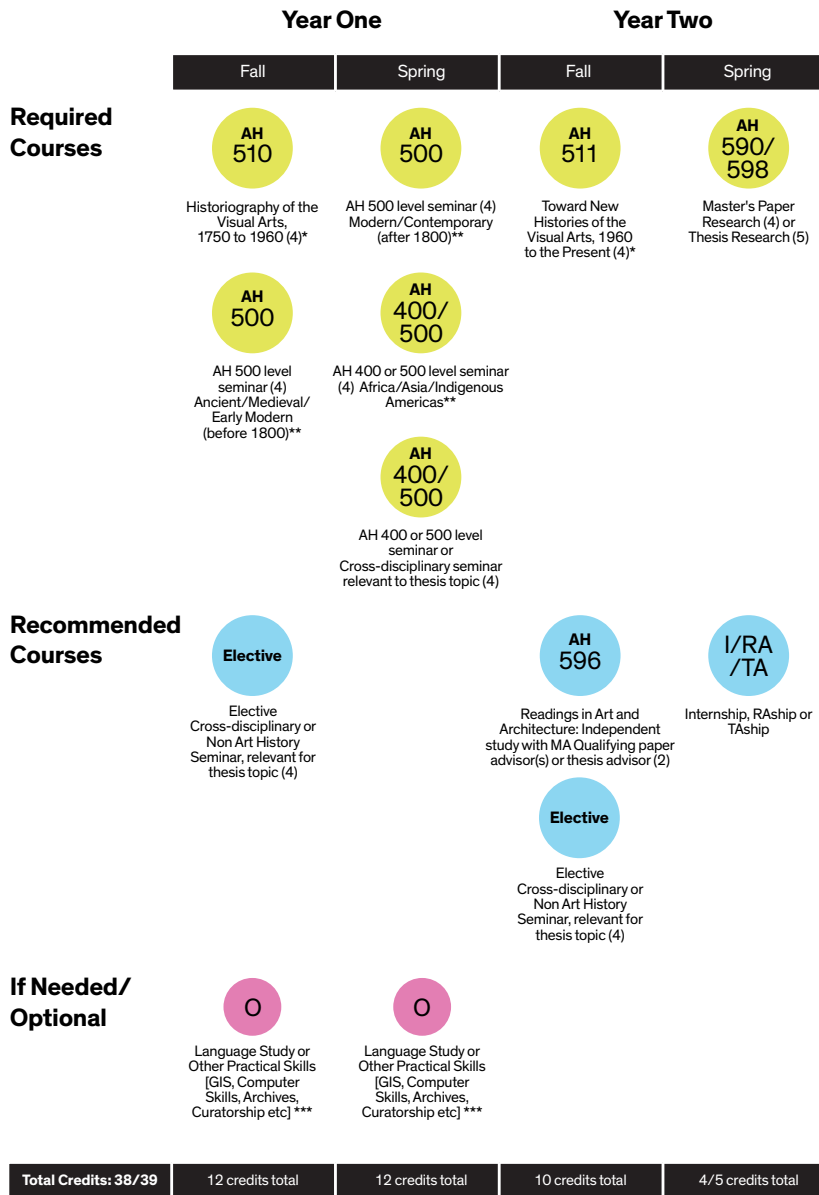 Year One
Year Two
Fall
Spring
Fall
Spring
Required
Courses
AH
510
Historiography of the
Visual Arts,
1750 to 1960 (4)*
AH
500
AH 500 level seminar (4)
Modern/Contemporary
(after 1800)**
AH
511
Toward New
Histories of the
Visual Arts, 1960
to the Present (4)*
AH
590/
598
Master's Paper
Research (4) or
Thesis Research (5)
AH
500
AH 500 level
seminar (4)
Ancient/Medieval/
Early Modern
(before 1800)**
AH
400/
500
AH 400 or 500 level seminar
(4) Africa/Asia/Indigenous
Americas**
AH
400/
500
AH 400 or 500 level
seminar or
Cross-disciplinary seminar
relevant to thesis topic (4)
Recommended
Courses
Elective
Elective
Cross-disciplinary or
Non Art History
Seminar, relevant for
thesis topic (4)
AH
596
Readings in Art and
Architecture: Independent
study with MA Qualifying paper
advisor(s) or thesis advisor (2)
I/RA
/TA
Internship, RAship or
TAship
Elective
Elective
Cross-disciplinary or
Non Art History
Seminar, relevant for
thesis topic (4)
If Needed/
Optional
O
Language Study or
Other Practical Skills
[GIS, Computer
Skills, Archives,
Curatorship etc] ***
O
Language Study or
Other Practical Skills
[GIS, Computer
Skills, Archives,
Curatorship etc] ***
Total Credits: 38/39
12 credits total
12 credits total
10 credits total
4/5 credits total